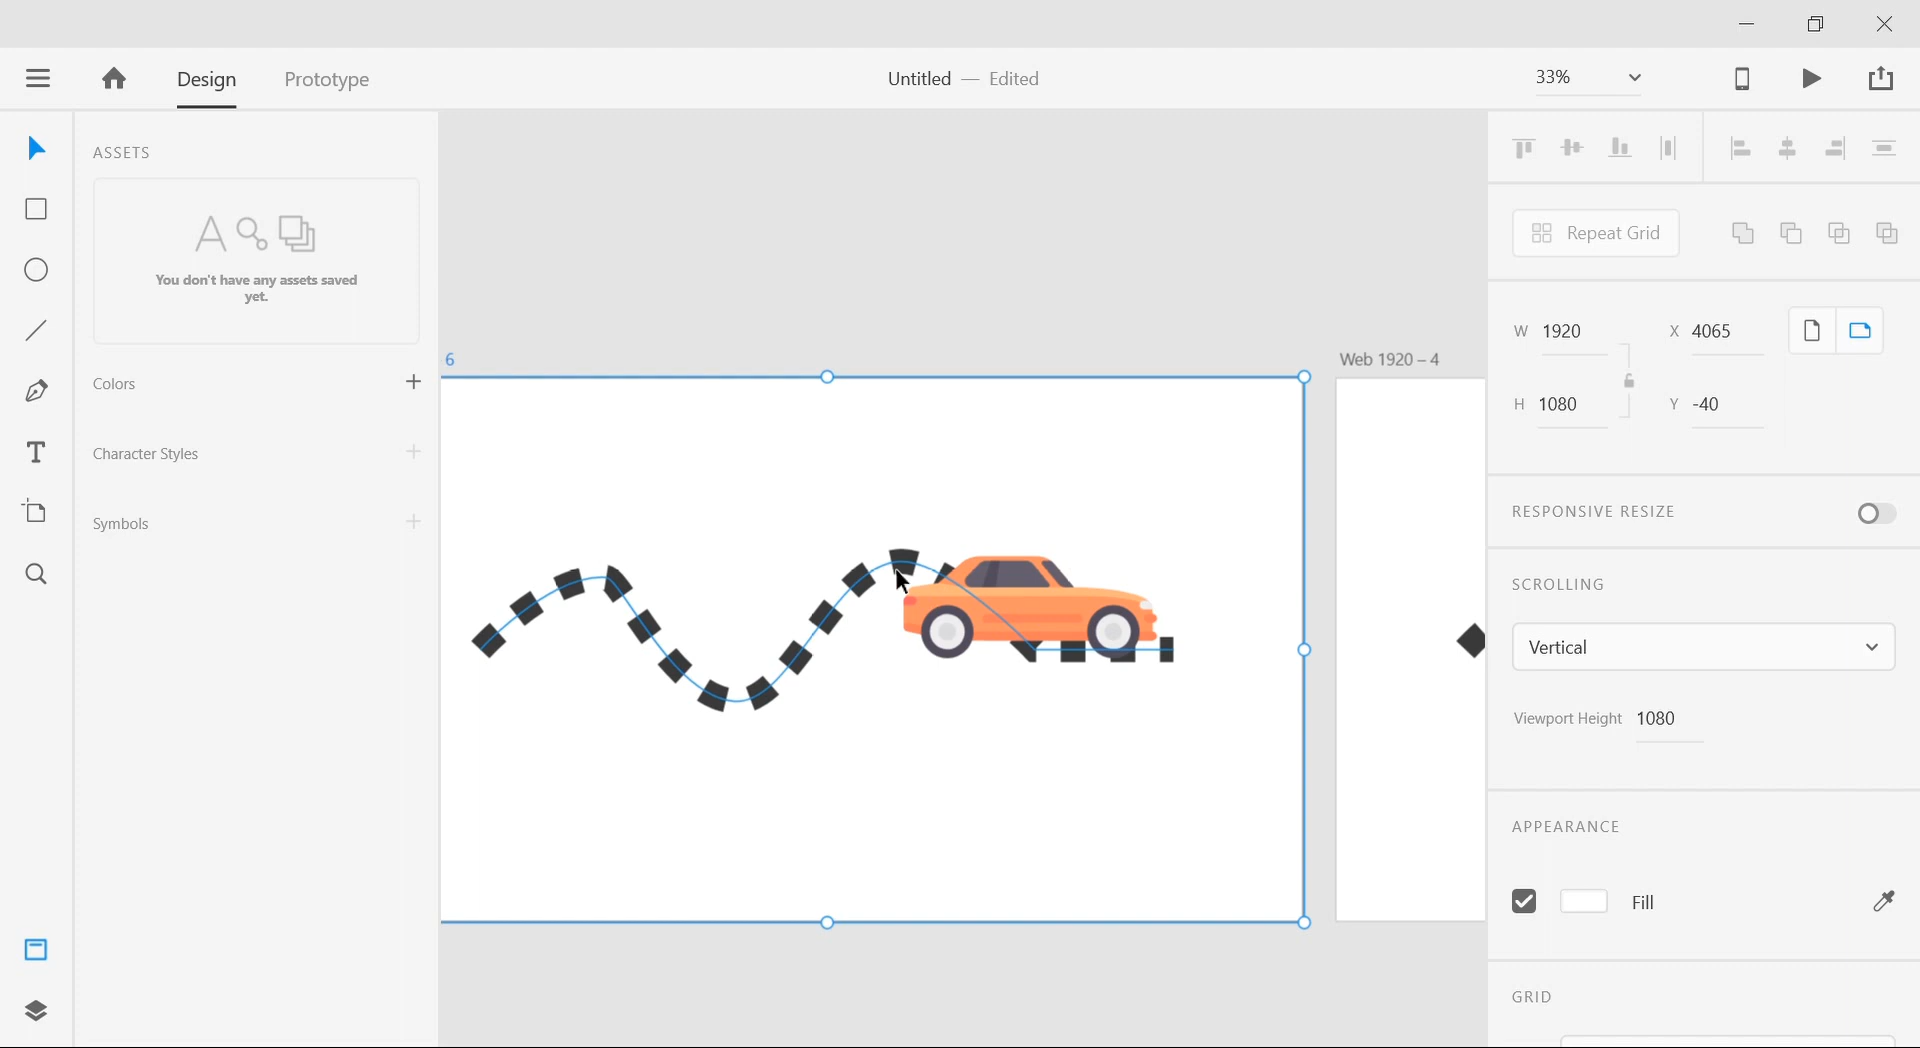 Design
Prototype
Untitled — Edited
33%
ASSETS
You don't have any assets saved
yet.
Colors
Character Styles
Symbols
6
Web 1920 – 4
Repeat Grid
W 1920
X 4065
H 1080
Y -40
RESPONSIVE RESIZE
SCROLLING
Vertical
Viewport Height 1080
APPEARANCE
Fill
GRID